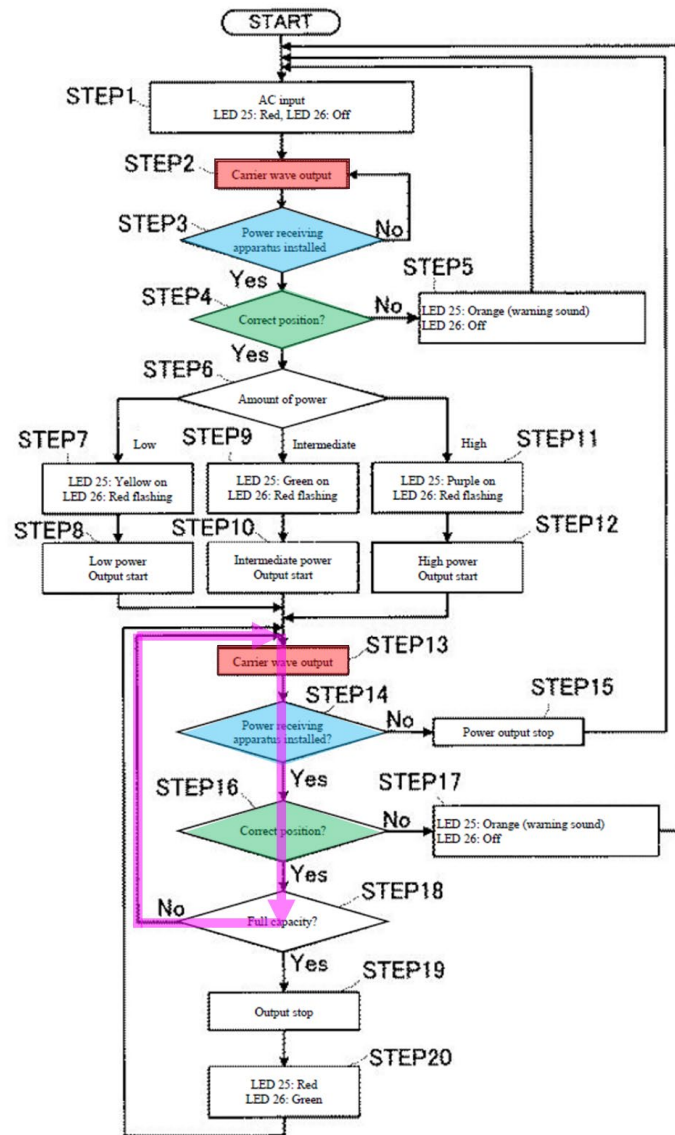 START
STEP1
AC input
LED 25: Red, LED 26: Off
STEP2
Carrier wave output
STEP3
Power receiving
apparatus installed
No
Yes
STEP4
Correct position?
No
STEP5
LED 25: Orange (warning sound)
LED 26: Off
Yes
STEP6
Amount of power
Low
Intermediate
High
STEP7
LED 25: Yellow on
LED 26: Red flashing
STEP9
LED 25: Green on
LED 26: Red flashing
STEP11
LED 25: Purple on
LED 26: Red flashing
STEP8
Low power
Output start
STEP10
Intermediate power
Output start
STEP12
High power
Output start
STEP13
Carrier wave output
STEP14
Power receiving
apparatus installed?
No
STEP15
Power output stop
Yes
STEP16
Correct position?
No
STEP17
LED 25: Orange (warning sound)
LED 26: Off
Yes
STEP18
Full capacity?
No
Yes
STEP19
Output stop
STEP20
LED 25: Red
LED 26: Green